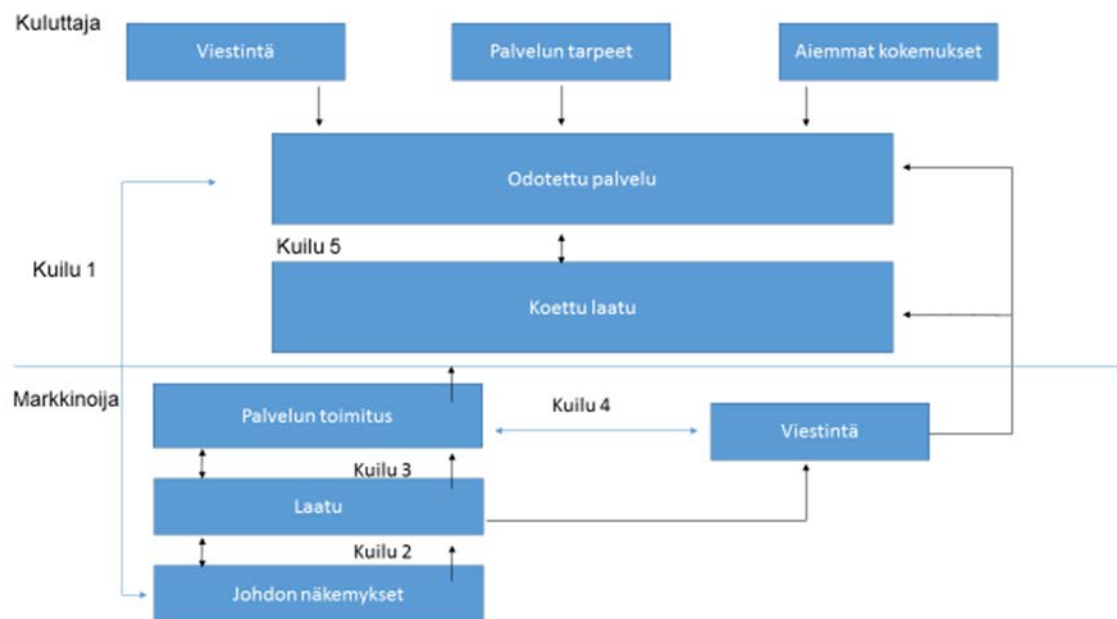 Kuluttaja
Viestintä
Palvelun tarpeet
Aiemmat kokemukset
Odotettu palvelu
Kuilu 5
Kuilu 1
Koettu laatu
Markkinoija
Palvelun toimitus
Kuilu 4
Viestintä
Kuilu 3
Laatu
Kuilu 2
Johdon näkemykset